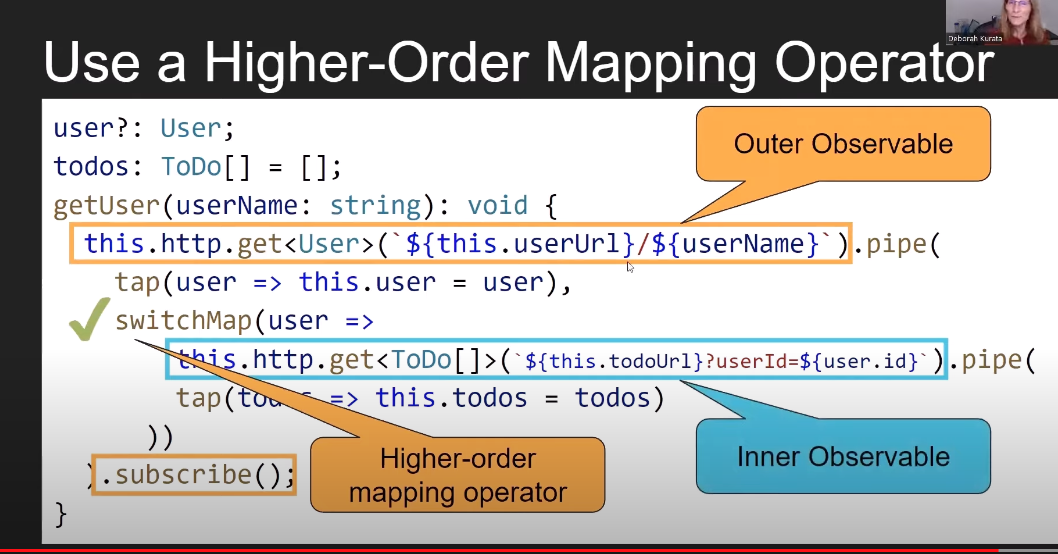 Deborah Kurata
Use a Higher-Order Mapping Operator
user?: User;
todos: ToDo[] = [];
Outer Observable
getUser(userName: string): void {
this.http.get<User>(`${this.userUrl}/${userName}`).pipe(
tap(user => this.user = user),
switchMap(user =>
this.http.get<ToDo[]>(`${this.todoUrl}?userId=${user.id}`).pipe(
tap(todos => this.todos = todos)
))
Higher-order
mapping operator
Inner Observable
).subscribe();
}